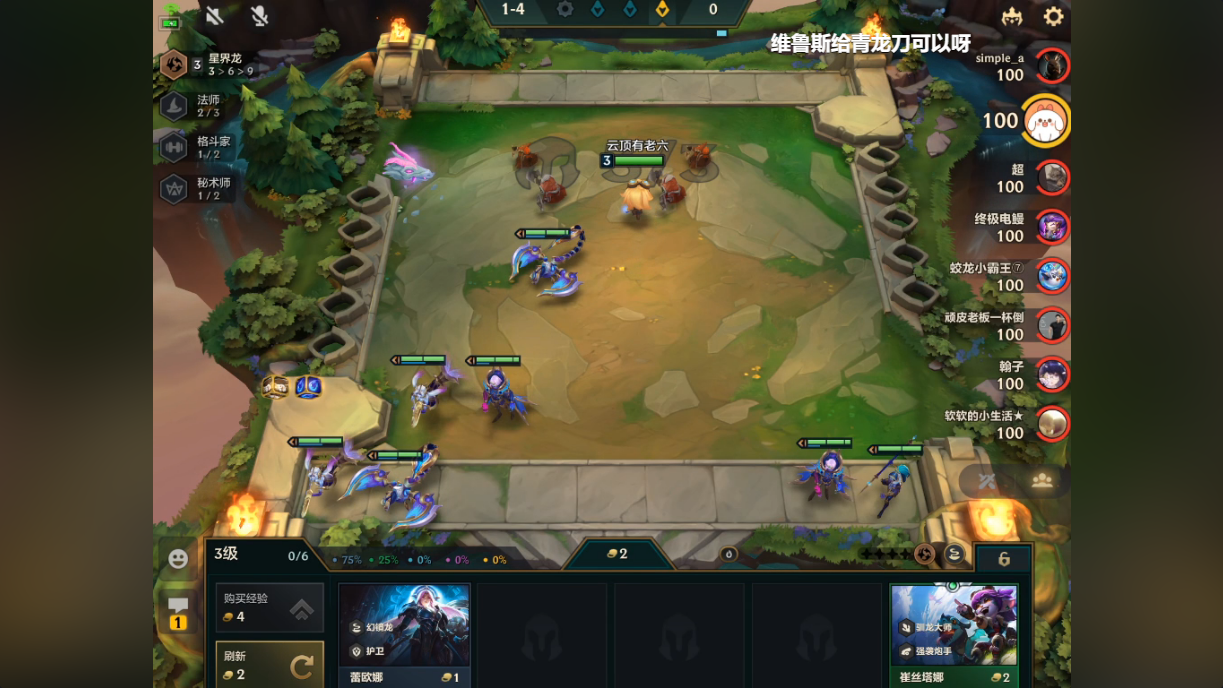 1-4
0
维鲁斯给青龙刀可以呀
3
星界龙
3 > 6 > 9
法师
2 / 3
格斗家
1 / 2
秘术师
1 / 2
simple_a
100
100
超
100
终极电鳗
100
蛟龙小霸王⑦
100
顽皮老板一杯倒
100
翰子
100
软软的小生活★
100
云顶有老六
3
3级
0/6
75%
25%
0%
0%
0%
2
6
1
购买经验
4
刷新
2
幻镜龙
护卫
蕾欧娜
1
驯龙大师
强袭炮手
崔丝塔娜
2